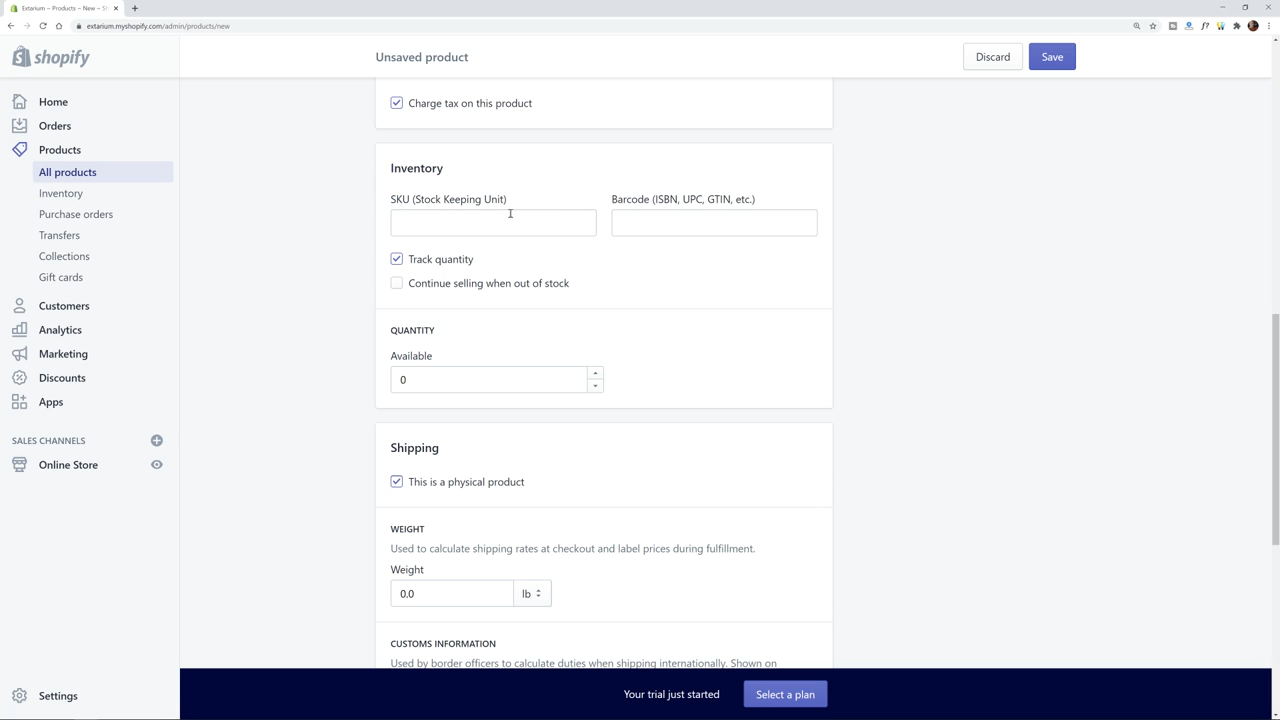 Extarium ~ Products ~ New ~ Sh
extarium.myshopify.com/admin/products/new
shopify
Unsaved product
Discard
Save
Home
Orders
Products
All products
Inventory
Purchase orders
Transfers
Collections
Gift cards
Customers
Analytics
Marketing
Discounts
Apps
SALES CHANNELS
Online Store
Settings
Charge tax on this product
Inventory
SKU (Stock Keeping Unit)
Barcode (ISBN, UPC, GTIN, etc.)
Track quantity
Continue selling when out of stock
QUANTITY
Available
0
Shipping
This is a physical product
WEIGHT
Used to calculate shipping rates at checkout and label prices during fulfillment.
Weight
0.0 lb
CUSTOMS INFORMATION
Used by border officers to calculate duties when shipping internationally. Shown on
Your trial just started
Select a plan